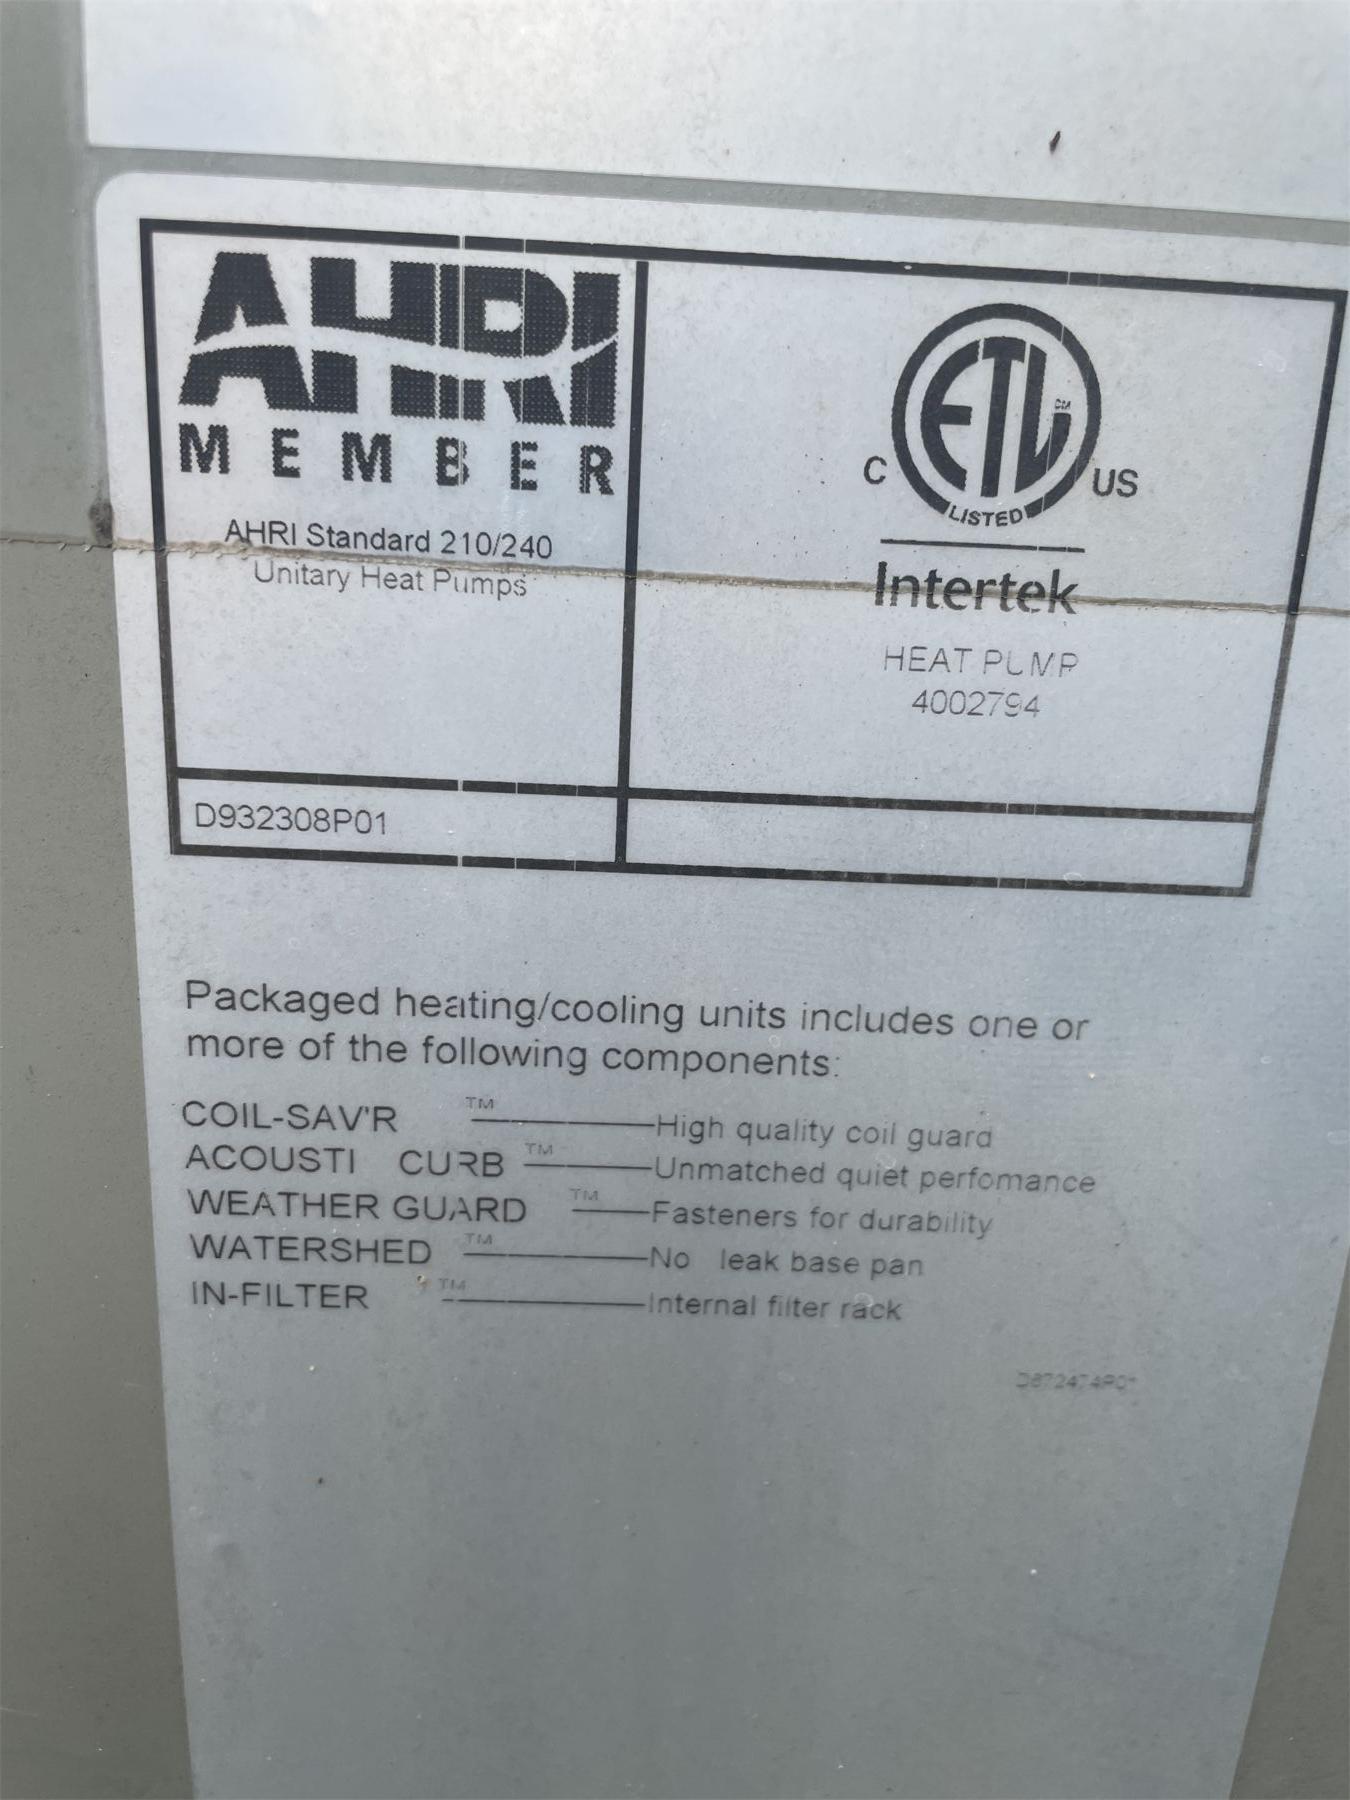 AHRI
MEMBER
AHRI Standard 210/240
Unitary Heat Pumps
ETL CM
C US
LISTED
Intertek
HEAT PUMP
4002794
D932308P01
Packaged heating/cooling units includes one or
more of the following components:
COIL-SAV'R ™ High quality coil guard
ACOUSTI CURB ™ Unmatched quiet perfomance
WEATHER GUARD ™ Fasteners for durability
WATERSHED ™ No leak base pan
IN-FILTER ™ Internal filter rack